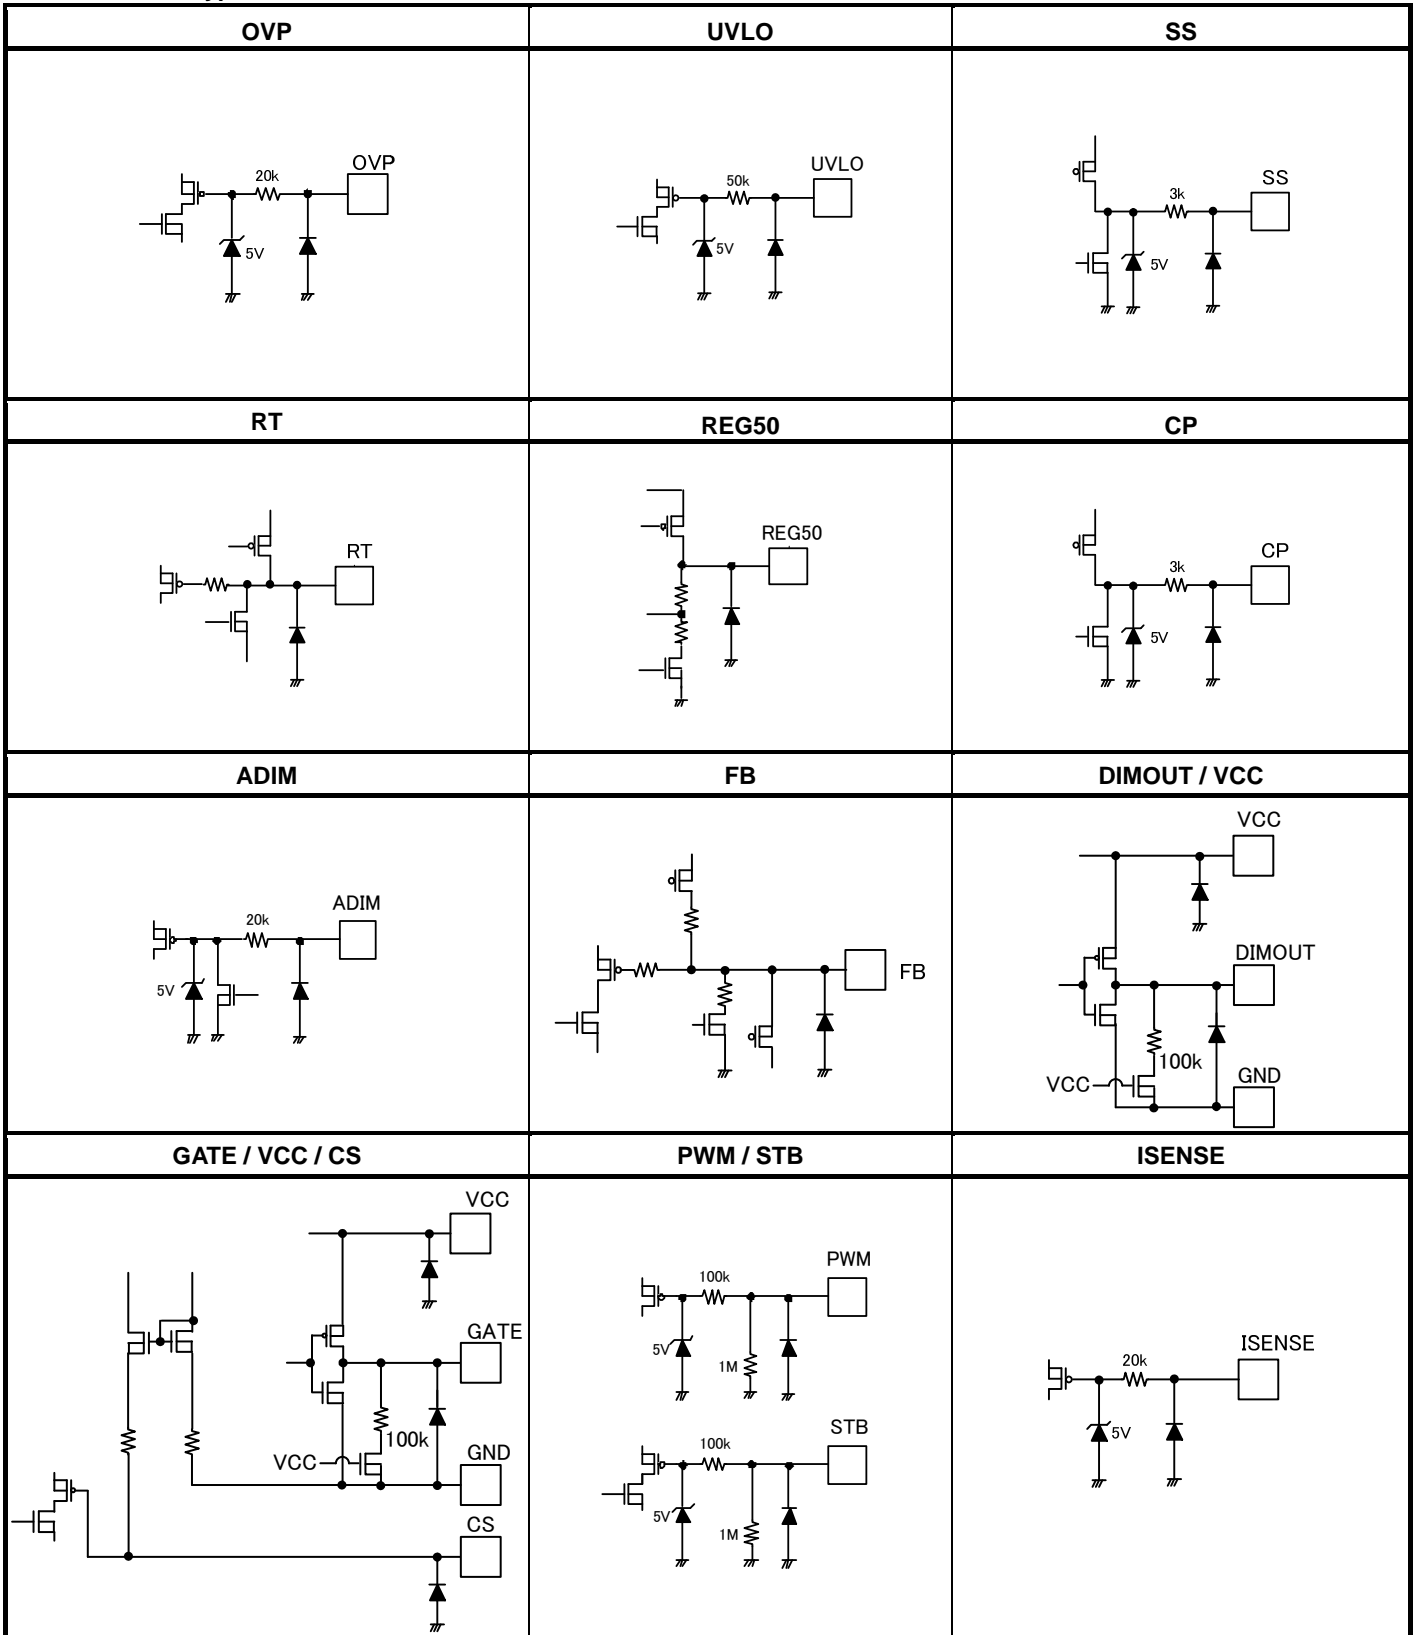 OVP UVLO SS
OVP
20k
5V
UVLO
50k
5V
SS
3k
5V
RT REG50 CP
RT
REG50
CP
3k
5V
ADIM FB DIMOUT / VCC
ADIM
20k
5V
FB
VCC
DIMOUT
100k
VCC
GND
GATE / VCC / CS PWM / STB ISENSE
VCC
GATE
100k
VCC
GND
CS
PWM
100k
5V
1M
STB
100k
5V
1M
ISENSE
20k
5V